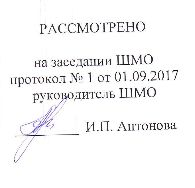 РАССМОТРЕНО
на заседании ШМО
протокол № 1 от 01.09.2017
руководитель ШМО
И.П. Антонова